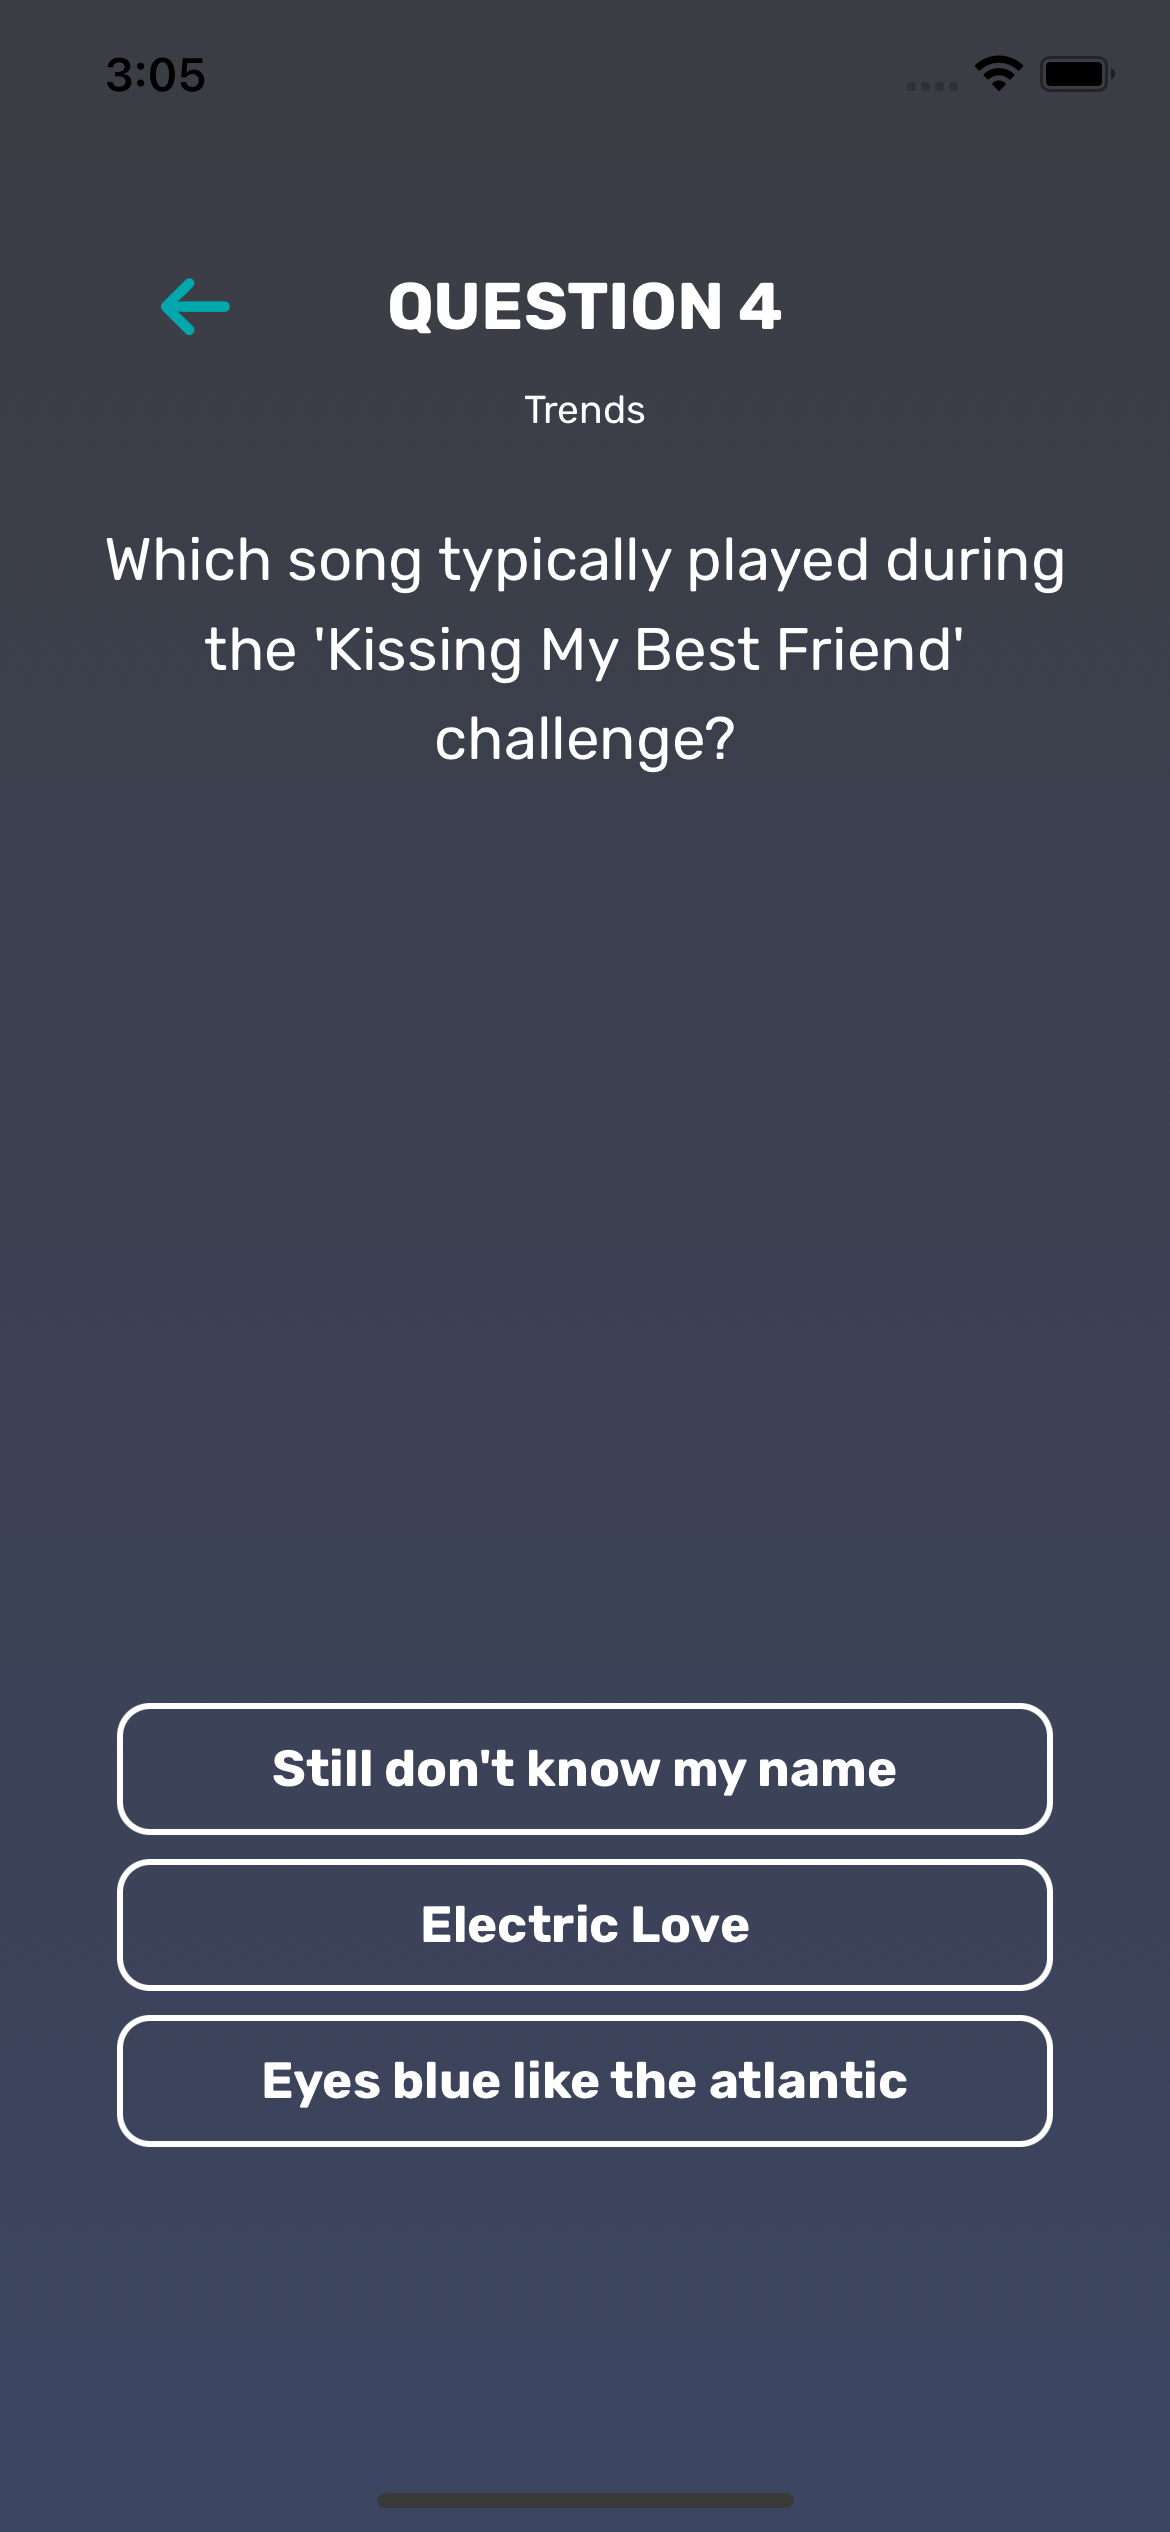 3:05
QUESTION 4
Trends
Which song typically played during
the 'Kissing My Best Friend'
challenge?
Still don't know my name
Electric Love
Eyes blue like the atlantic